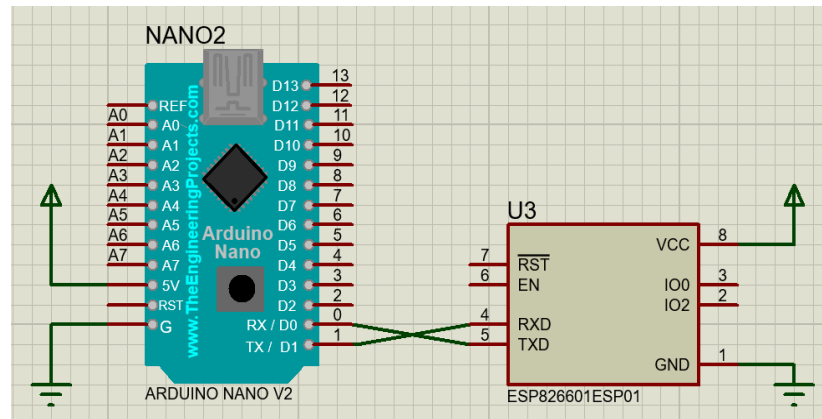 NANO2
www.TheEngineeringProjects.com
Arduino
Nano
REF
A0 A0
A1 A1
A2 A2
A3 A3
A4 A4
A5 A5
A6 A6
A7 A7
5V
RST
G
D13 13
D12 12
D11 11
D10 10
D9 9
D8 8
D7 7
D6 6
D5 5
D4 4
D3 3
D2 2
RX / D0 0
TX / D1 1
ARDUINO NANO V2
U3
7 RST
6 EN
4 RXD
5 TXD
VCC 8
IO0 3
IO2 2
GND 1
ESP826601ESP01